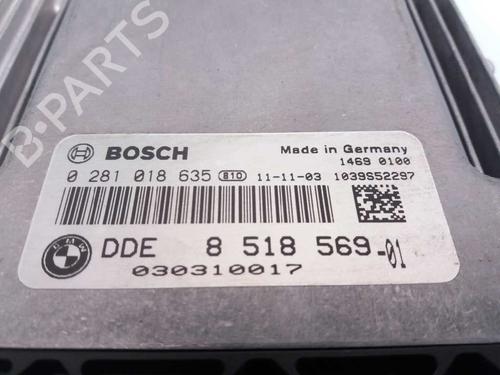 B-PARTS
BOSCH
Made in Germany
1469 0100
0 281 018 635 810 11-11-03 1039S52297
BMW DDE 8 518 569-01
030310017